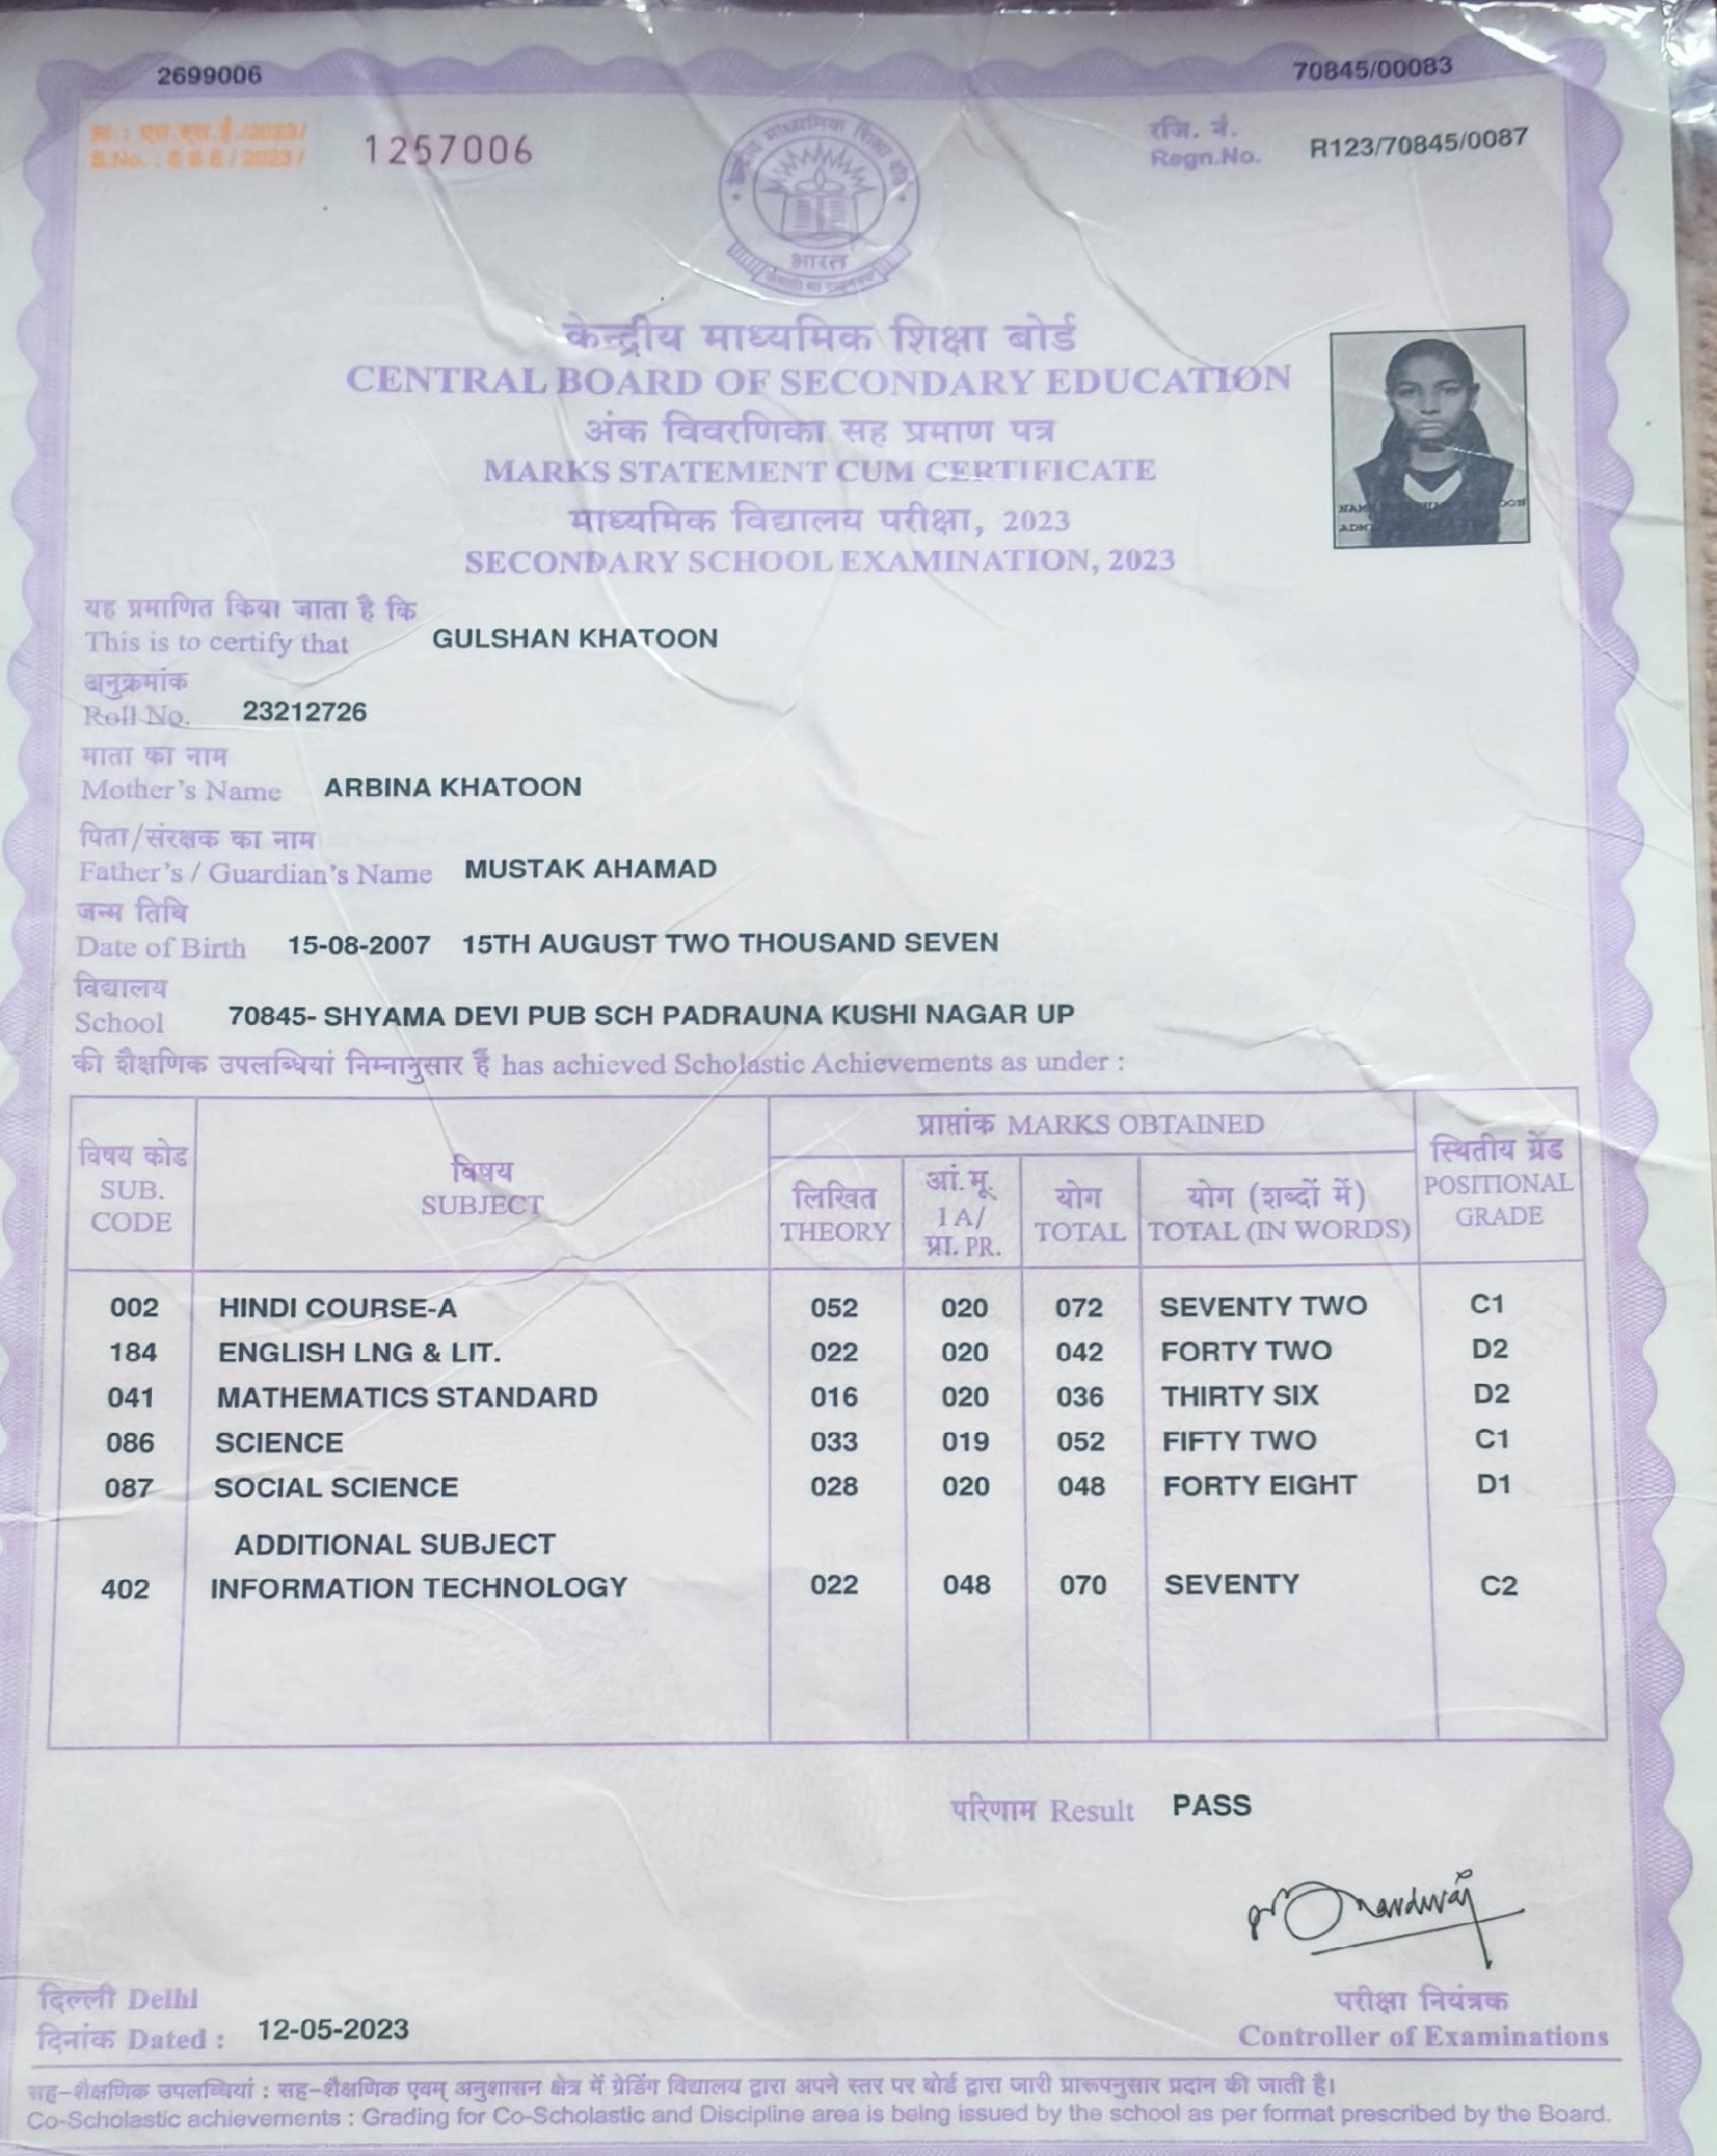 2699006
70845/00083
1257006
रजि. नं.
Regn.No. R123/70845/0087
भारत
केन्द्रीय माध्यमिक शिक्षा बोर्ड
CENTRAL BOARD OF SECONDARY EDUCATION
अंक विवरणिका सह प्रमाण पत्र
MARKS STATEMENT CUM CERTIFICATE
माध्यमिक विद्यालय परीक्षा, 2023
SECONDARY SCHOOL EXAMINATION, 2023
यह प्रमाणित किया जाता है कि
This is to certify that GULSHAN KHATOON
अनुक्रमांक
Roll No. 23212726
माता का नाम
Mother's Name ARBINA KHATOON
पिता/संरक्षक का नाम
Father's / Guardian's Name MUSTAK AHAMAD
जन्म तिथि
Date of Birth 15-08-2007 15TH AUGUST TWO THOUSAND SEVEN
विद्यालय
School 70845- SHYAMA DEVI PUB SCH PADRAUNA KUSHI NAGAR UP
की शैक्षणिक उपलब्धियां निम्नानुसार हैं has achieved Scholastic Achievements as under :
विषय कोड SUB. CODE
विषय SUBJECT
प्राप्तांक MARKS OBTAINED
लिखित THEORY
आं.मू. I A/ प्रा. PR.
योग TOTAL
योग (शब्दों में) TOTAL (IN WORDS)
स्थितीय ग्रेड POSITIONAL GRADE
002 HINDI COURSE-A 052 020 072 SEVENTY TWO C1
184 ENGLISH LNG & LIT. 022 020 042 FORTY TWO D2
041 MATHEMATICS STANDARD 016 020 036 THIRTY SIX D2
086 SCIENCE 033 019 052 FIFTY TWO C1
087 SOCIAL SCIENCE 028 020 048 FORTY EIGHT D1
ADDITIONAL SUBJECT
402 INFORMATION TECHNOLOGY 022 048 070 SEVENTY C2
परिणाम Result PASS
दिल्ली Delhi
दिनांक Dated : 12-05-2023
परीक्षा नियंत्रक
Controller of Examinations
सह-शैक्षणिक उपलब्धियां : सह-शैक्षणिक एवम् अनुशासन क्षेत्र में ग्रेडिंग विद्यालय द्वारा अपने स्तर पर बोर्ड द्वारा जारी प्रारूपनुसार प्रदान की जाती है।
Co-Scholastic achievements : Grading for Co-Scholastic and Discipline area is being issued by the school as per format prescribed by the Board.